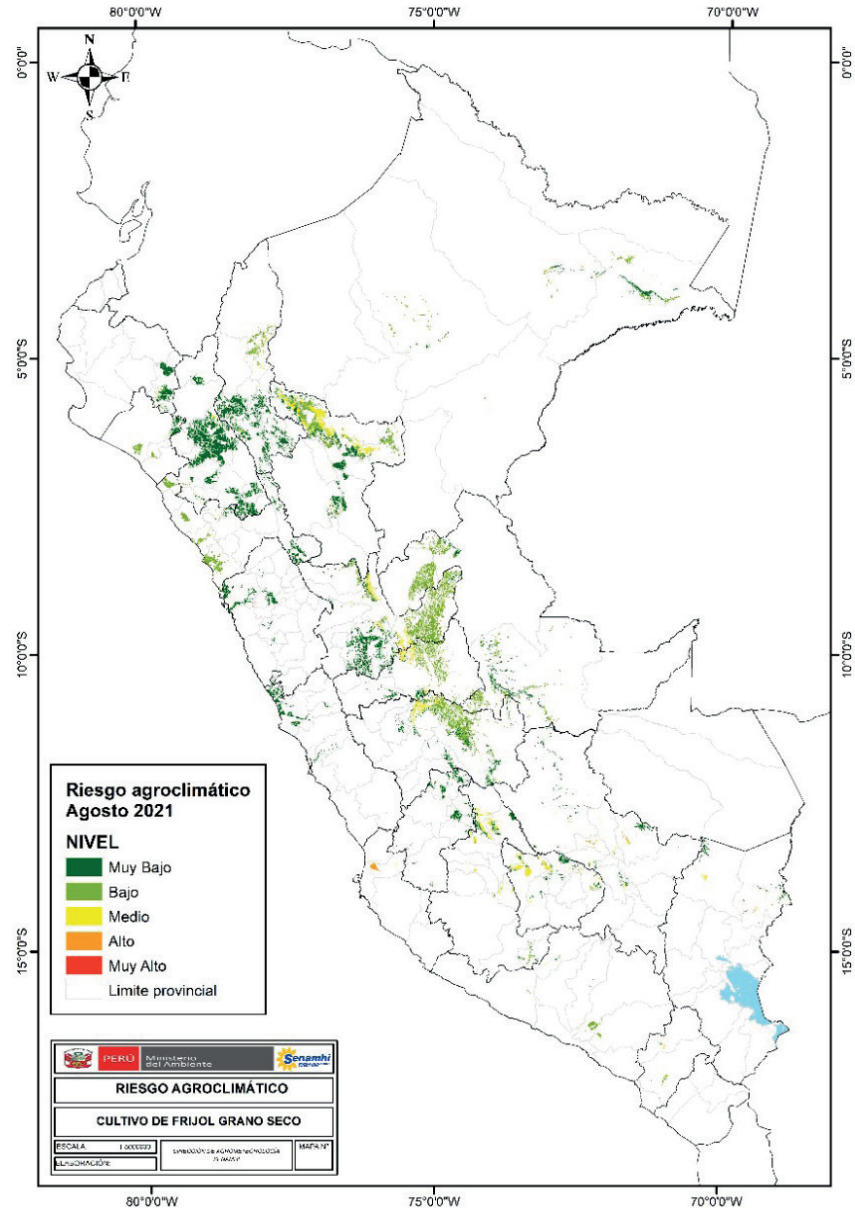 80°0'0"W 75°0'0"W 70°0'0"W
N
W E
S
0°0'0"
0°0'0"
5°0'0"S
5°0'0"S
10°0'0"S
10°0'0"S
15°0'0"S
15°0'0"S
Riesgo agroclimático
Agosto 2021
NIVEL
Muy Bajo
Bajo
Medio
Alto
Muy Alto
Limite provincial
PERÚ Ministerio
del Ambiente
Senamhi
RIESGO AGROCLIMÁTICO
CULTIVO DE FRIJOL GRANO SECO
ESCALA
MAPA N°
ELABORACIÓN:
80°0'0"W 75°0'0"W 70°0'0"W